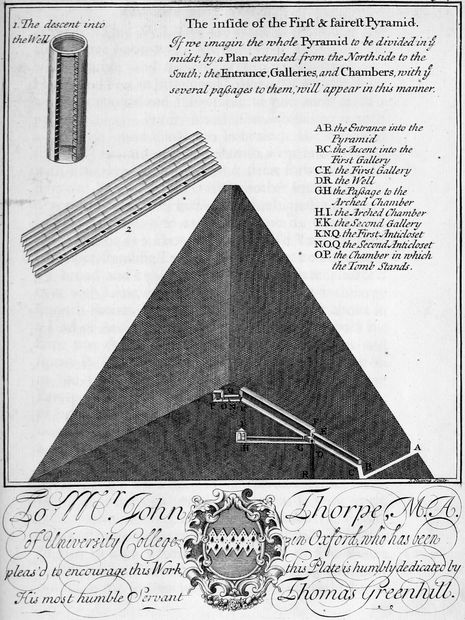 1. The descent into
the Well
The inside of the First & fairest Pyramid.
If we imagin the whole Pyramid to be divided in yͤ
midst, by a Plan extended from the Northside to the
South; the Entrance, Galleries, and Chambers, with yͤ
several passages to them, will appear in this manner.
A.B. the Entrance into the
Pyramid
B.C. the Ascent into the
First Gallery
C.E. the First Gallery
D.R. the Well
G.H the Passage to the
Arched Chamber
H.I. the Arched Chamber
F.K. the Second Gallery
K.N.Q. the First Anticloset
N.O.Q. the Second Anticloset
O.P. the Chamber in which
the Tomb Stands.
2
A
B
C
D
E
F
G
H
R
To Mr. John Thorpe, M.A.
of University College in Oxford, who has been
pleas'd to encourage this Work, this Plate is humbly dedicated by
His most humble Servant Thomas Greenhill.